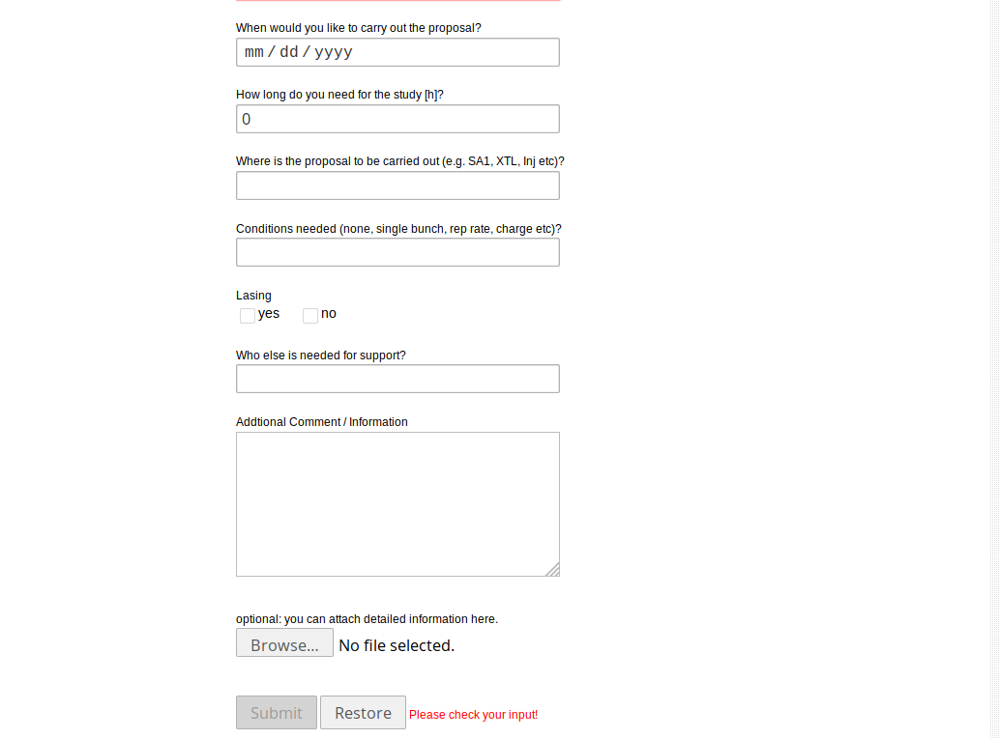 When would you like to carry out the proposal?
mm / dd / yyyy
How long do you need for the study [h]?
0
Where is the proposal to be carried out (e.g. SA1, XTL, Inj etc)?
Conditions needed (none, single bunch, rep rate, charge etc)?
Lasing
yes no
Who else is needed for support?
Addtional Comment / Information
optional: you can attach detailed information here.
Browse... No file selected.
Submit Restore Please check your input!